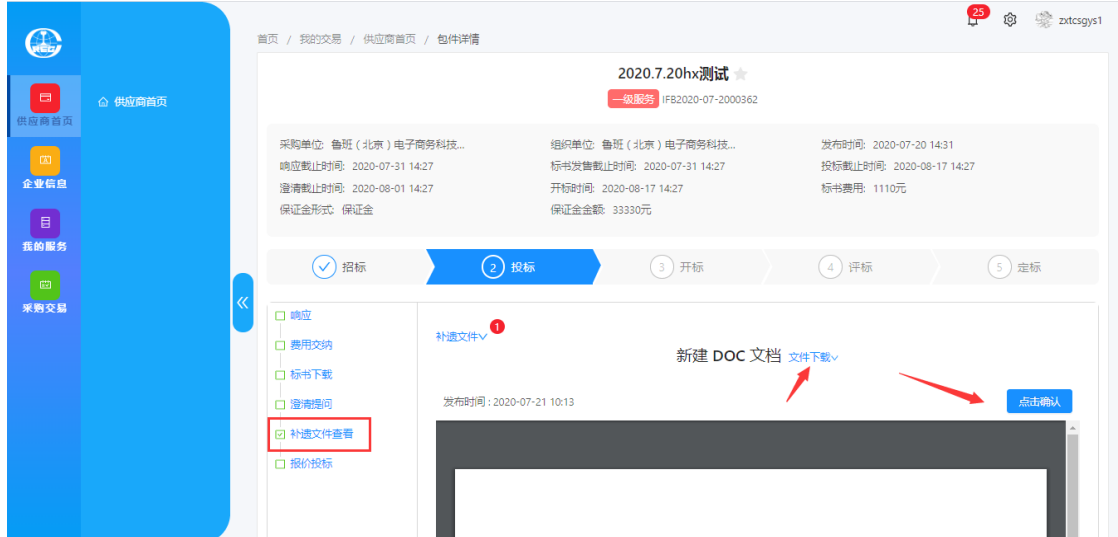 25
zxtcsgys1
首页 / 我的交易 / 供应商首页 / 包件详情
供应商首页
企业信息
我的服务
采购交易
供应商首页
2020.7.20hx测试
一级服务 IFB2020-07-2000362
采购单位: 鲁班（北京）电子商务科技... 组织单位: 鲁班（北京）电子商务科技... 发布时间: 2020-07-20 14:31
响应截止时间: 2020-07-31 14:27 标书发售截止时间: 2020-07-31 14:27 投标截止时间: 2020-08-17 14:27
澄清截止时间: 2020-08-01 14:27 开标时间: 2020-08-17 14:27 标书费用: 1110元
保证金形式: 保证金 保证金金额: 33330元
招标 2 投标 3 开标 4 评标 5 定标
响应
费用交纳
标书下载
澄清提问
补遗文件查看
报价投标
补遗文件 1
新建 DOC 文档 文件下载
发布时间 : 2020-07-21 10:13 点击确认